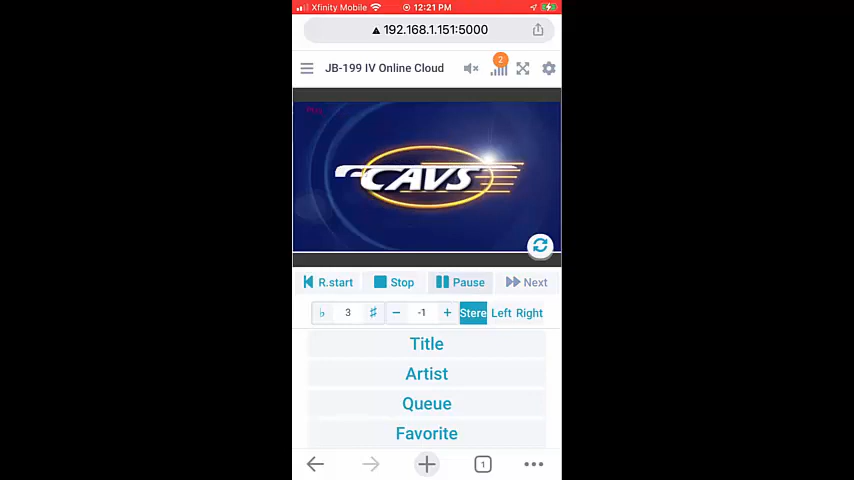 Xfinity Mobile 12:21 PM
192.168.1.151:5000
JB-199 IV Online Cloud 2
CAVS
R.start Stop Pause Next
♭ 3 ♯ − -1 + Stere Left Right
Title
Artist
Queue
Favorite
1